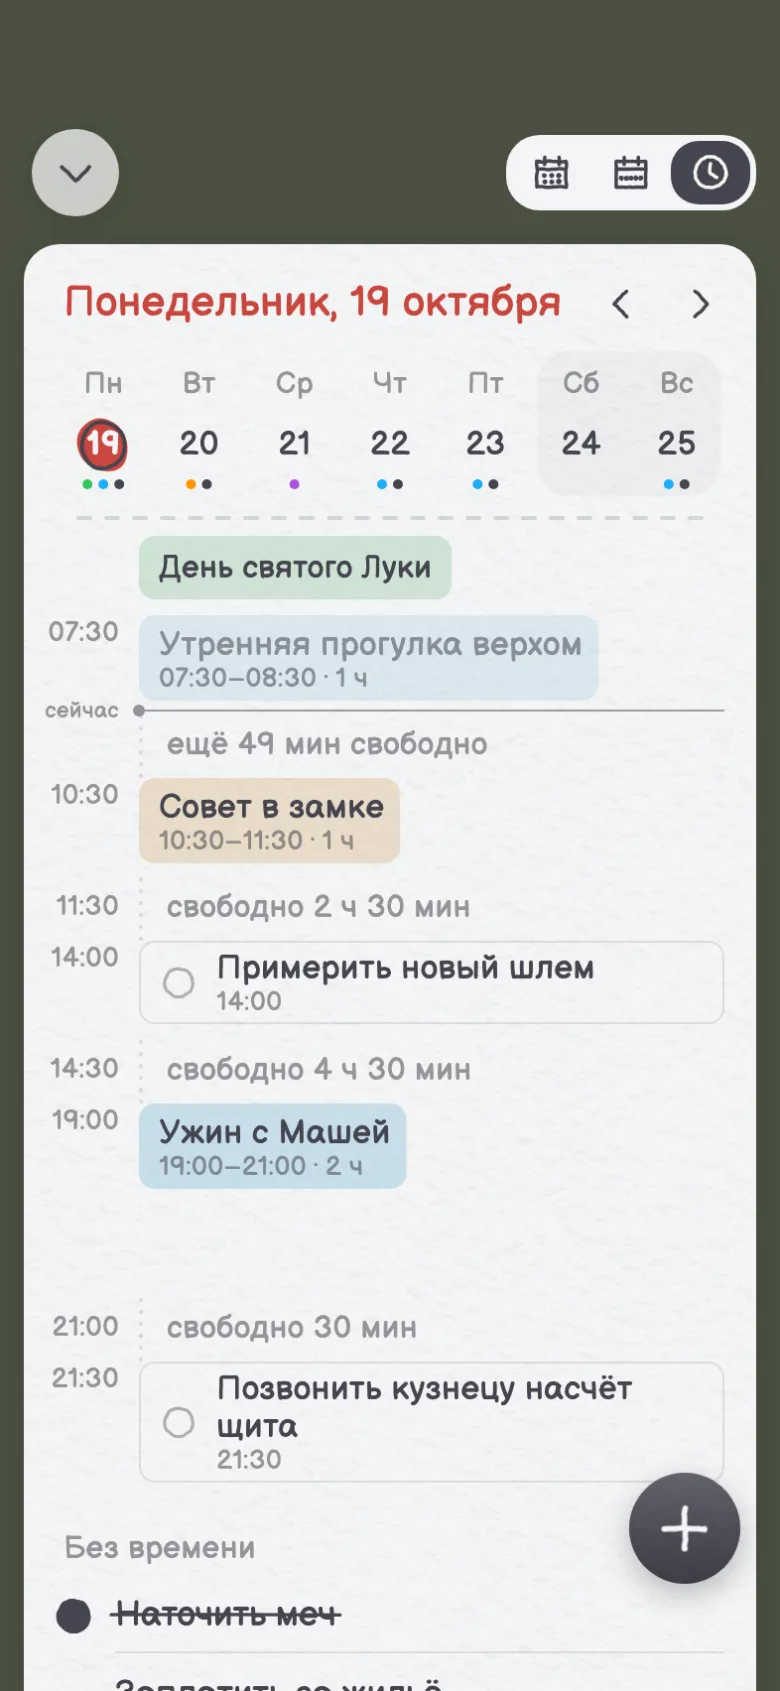 Понедельник, 19 октября
Пн Вт Ср Чт Пт Сб Вс
19 20 21 22 23 24 25
День святого Луки
07:30 Утренняя прогулка верхом
07:30–08:30 · 1 ч
сейчас
ещё 49 мин свободно
10:30 Совет в замке
10:30–11:30 · 1 ч
11:30 свободно 2 ч 30 мин
14:00 Примерить новый шлем
14:00
14:30 свободно 4 ч 30 мин
19:00 Ужин с Машей
19:00–21:00 · 2 ч
21:00 свободно 30 мин
21:30 Позвонить кузнецу насчёт
щита
21:30
Без времени
Наточить меч
Заплатить за жильё